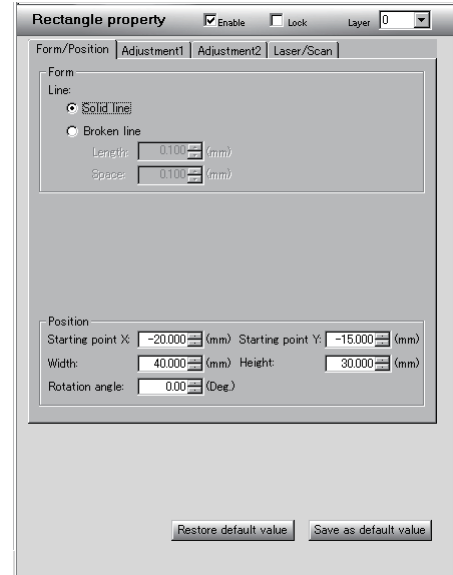 Rectangle property Enable Lock Layer 0
Form/Position Adjustment1 Adjustment2 Laser/Scan
Form
Line:
Solid line
Broken line
Length: 0.100 (mm)
Space: 0.100 (mm)
Position
Starting point X: -20.000 (mm) Starting point Y: -15.000 (mm)
Width: 40.000 (mm) Height: 30.000 (mm)
Rotation angle: 0.00 (Deg.)
Restore default value Save as default value